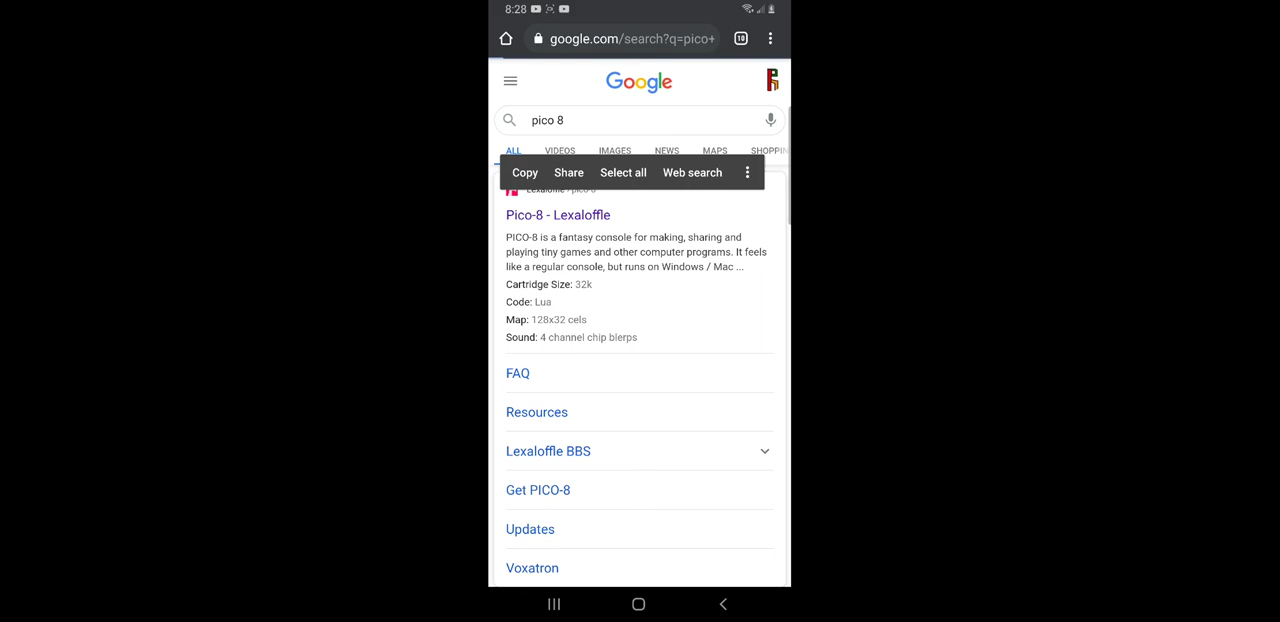 8:28
google.com/search?q=pico+
10
Google
pico 8
ALL VIDEOS IMAGES NEWS MAPS SHOPPIN
Copy Share Select all Web search
Pico-8 - Lexaloffle
PICO-8 is a fantasy console for making, sharing and
playing tiny games and other computer programs. It feels
like a regular console, but runs on Windows / Mac ...
Cartridge Size: 32k
Code: Lua
Map: 128x32 cels
Sound: 4 channel chip blerps
FAQ
Resources
Lexaloffle BBS
Get PICO-8
Updates
Voxatron